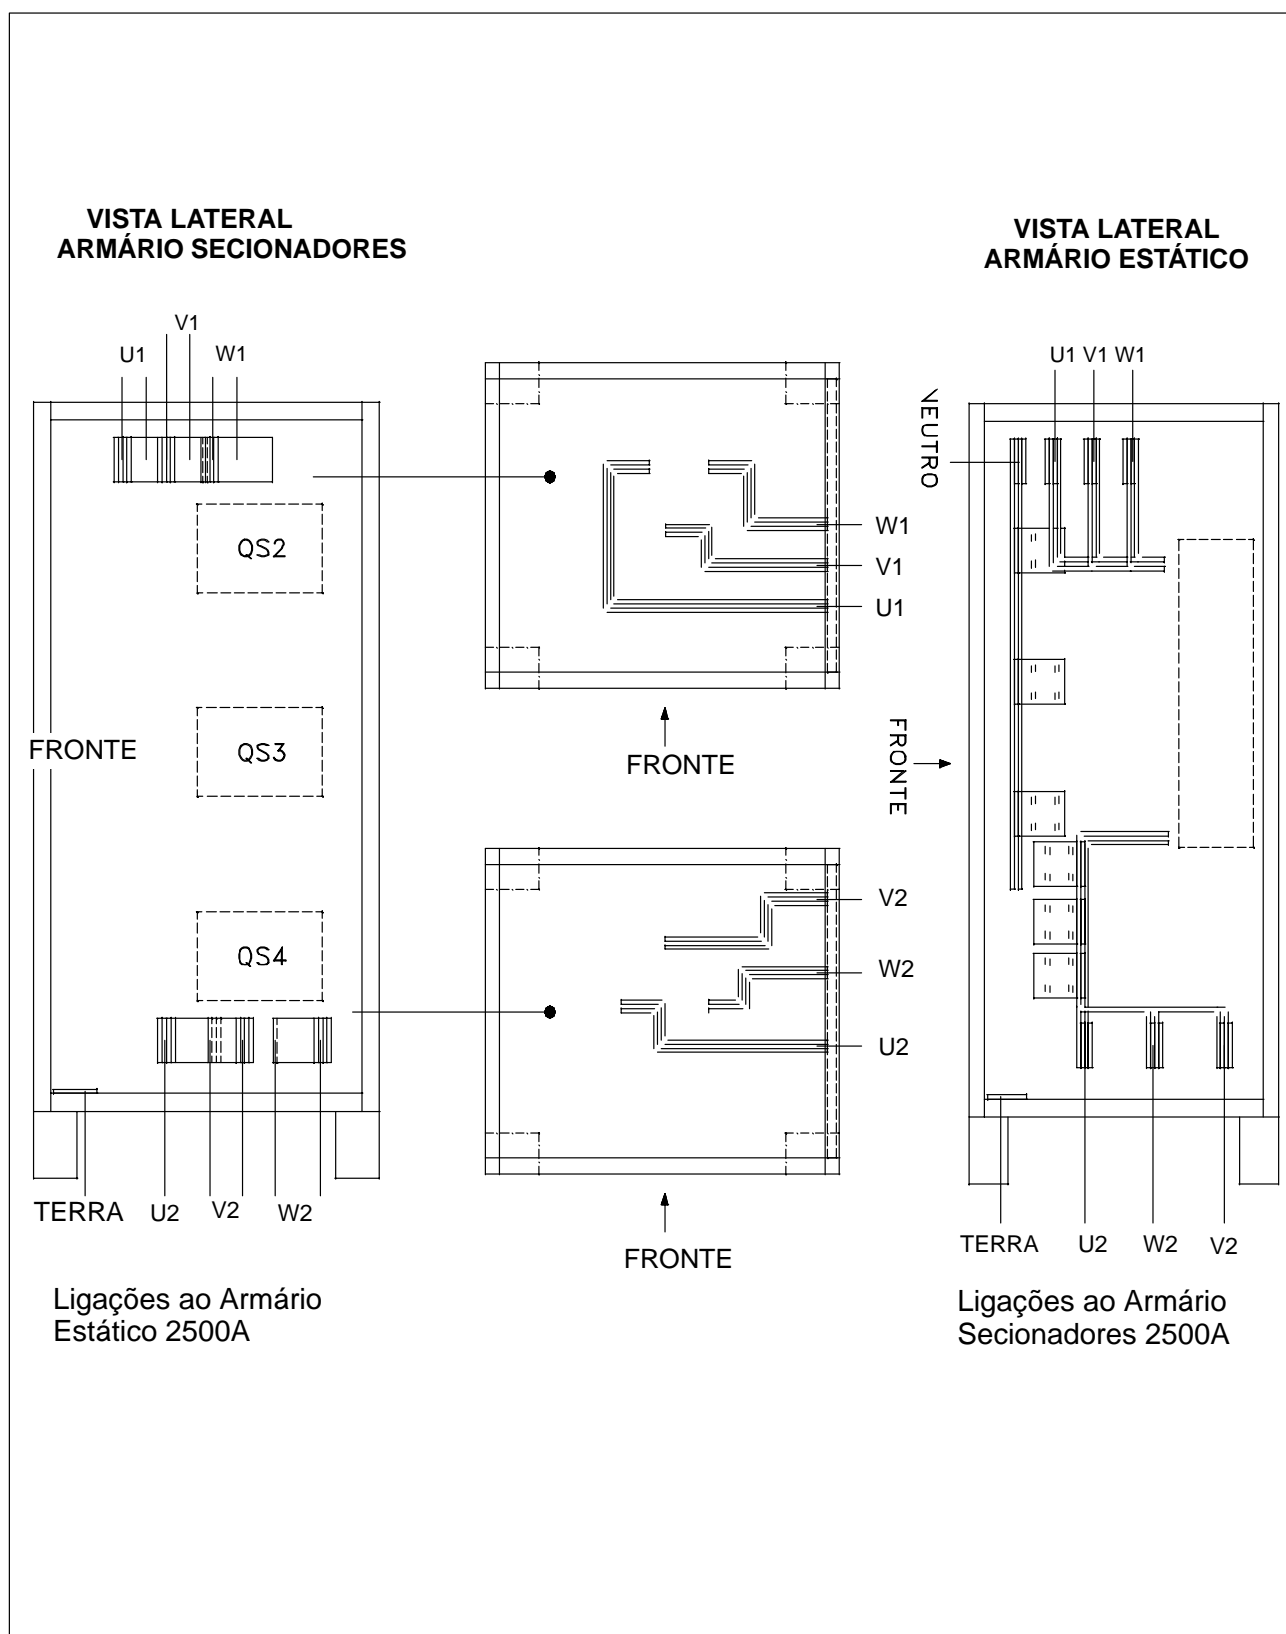 VISTA LATERAL
ARMÁRIO SECIONADORES
V1
U1
W1
QS2
FRONTE
QS3
QS4
TERRA
U2
V2
W2
Ligações ao Armário
Estático 2500A
W1
V1
U1
FRONTE
V2
W2
U2
FRONTE
VISTA LATERAL
ARMÁRIO ESTÁTICO
U1 V1 W1
NEUTRO
FRONTE
TERRA
U2
W2
V2
Ligações ao Armário
Secionadores 2500A